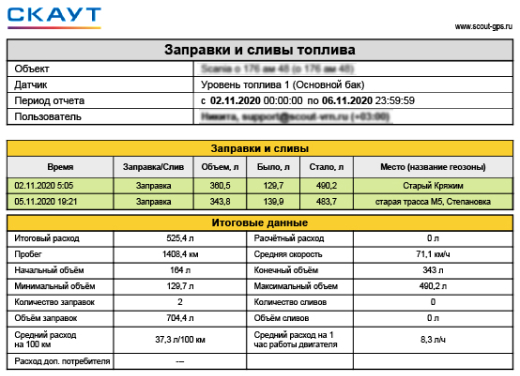 СКАУТ
www.scout-gps.ru
Заправки и сливы топлива
Объект
Датчик Уровень топлива 1 (Основной бак)
Период отчета с 02.11.2020 00:00:00 по 06.11.2020 23:59:59
Пользователь
Заправки и сливы
Время Заправка/Слив Объем, л Было, л Стало, л Место (название геозоны)
02.11.2020 5:05 Заправка 360,5 129,7 490,2 Старый Кряжим
05.11.2020 19:21 Заправка 343,8 139,9 483,7 старая трасса М5, Степановка
Итоговые данные
Итоговый расход 525,4 л Расчётный расход 0 л
Пробег 1408,4 км Средняя скорость 71,1 км/ч
Начальный объём 164 л Конечный объём 343 л
Минимальный объём 129,7 л Максимальный объем 490,2 л
Количество заправок 2 Количество сливов 0
Объём заправок 704,4 л Объём сливов 0 л
Средний расход на 100 км 37,3 л/100 км Средний расход на 1 час работы двигателя 8,3 л/ч
Расход доп. потребителя ---